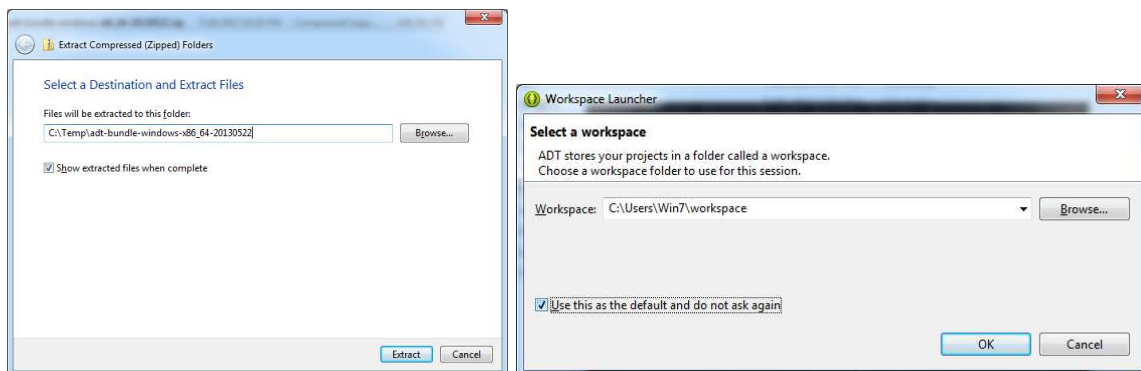 Extract Compressed (Zipped) Folders
Select a Destination and Extract Files
Files will be extracted to this folder:
C:\Temp\adt-bundle-windows-x86_64-20130522
Browse...
Show extracted files when complete
Extract
Cancel
Workspace Launcher
Select a workspace
ADT stores your projects in a folder called a workspace.
Choose a workspace folder to use for this session.
Workspace: C:\Users\Win7\workspace
Browse...
Use this as the default and do not ask again
OK
Cancel